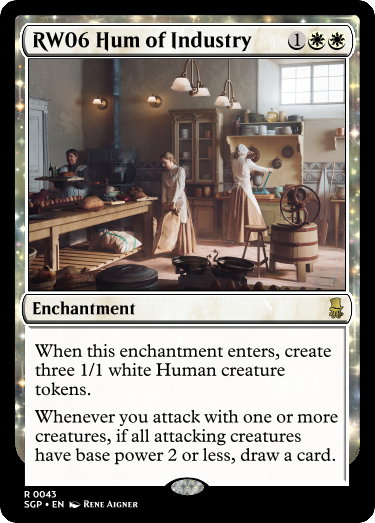 RW06 Hum of Industry 1
Enchantment
When this enchantment enters, create
three 1/1 white Human creature
tokens.
Whenever you attack with one or more
creatures, if all attacking creatures
have base power 2 or less, draw a card.
R 0043
SGP • EN René Aigner